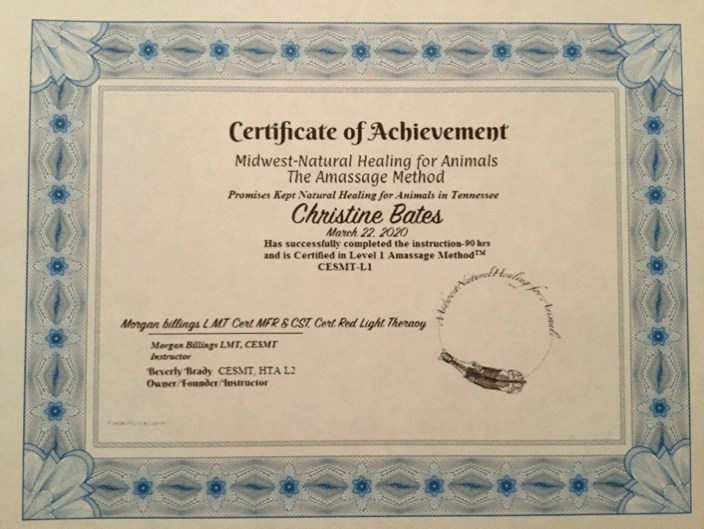 Certificate of Achievement
Midwest-Natural Healing for Animals
The Amassage Method
Promises Kept Natural Healing for Animals in Tennessee
Christine Bates
March 22, 2020
Has successfully completed the instruction-90 hrs
and is Certified in Level 1 Amassage Method™
CESMT-L1
Midwest Natural Healing for Animals
Morgan billings L.M.T Cert. MFR & CST, Cert. Red Light Therapy
Morgan Billings LMT, CESMT
Instructor
Beverly Brady CESMT, HTA L2
Owner/Founder/Instructor